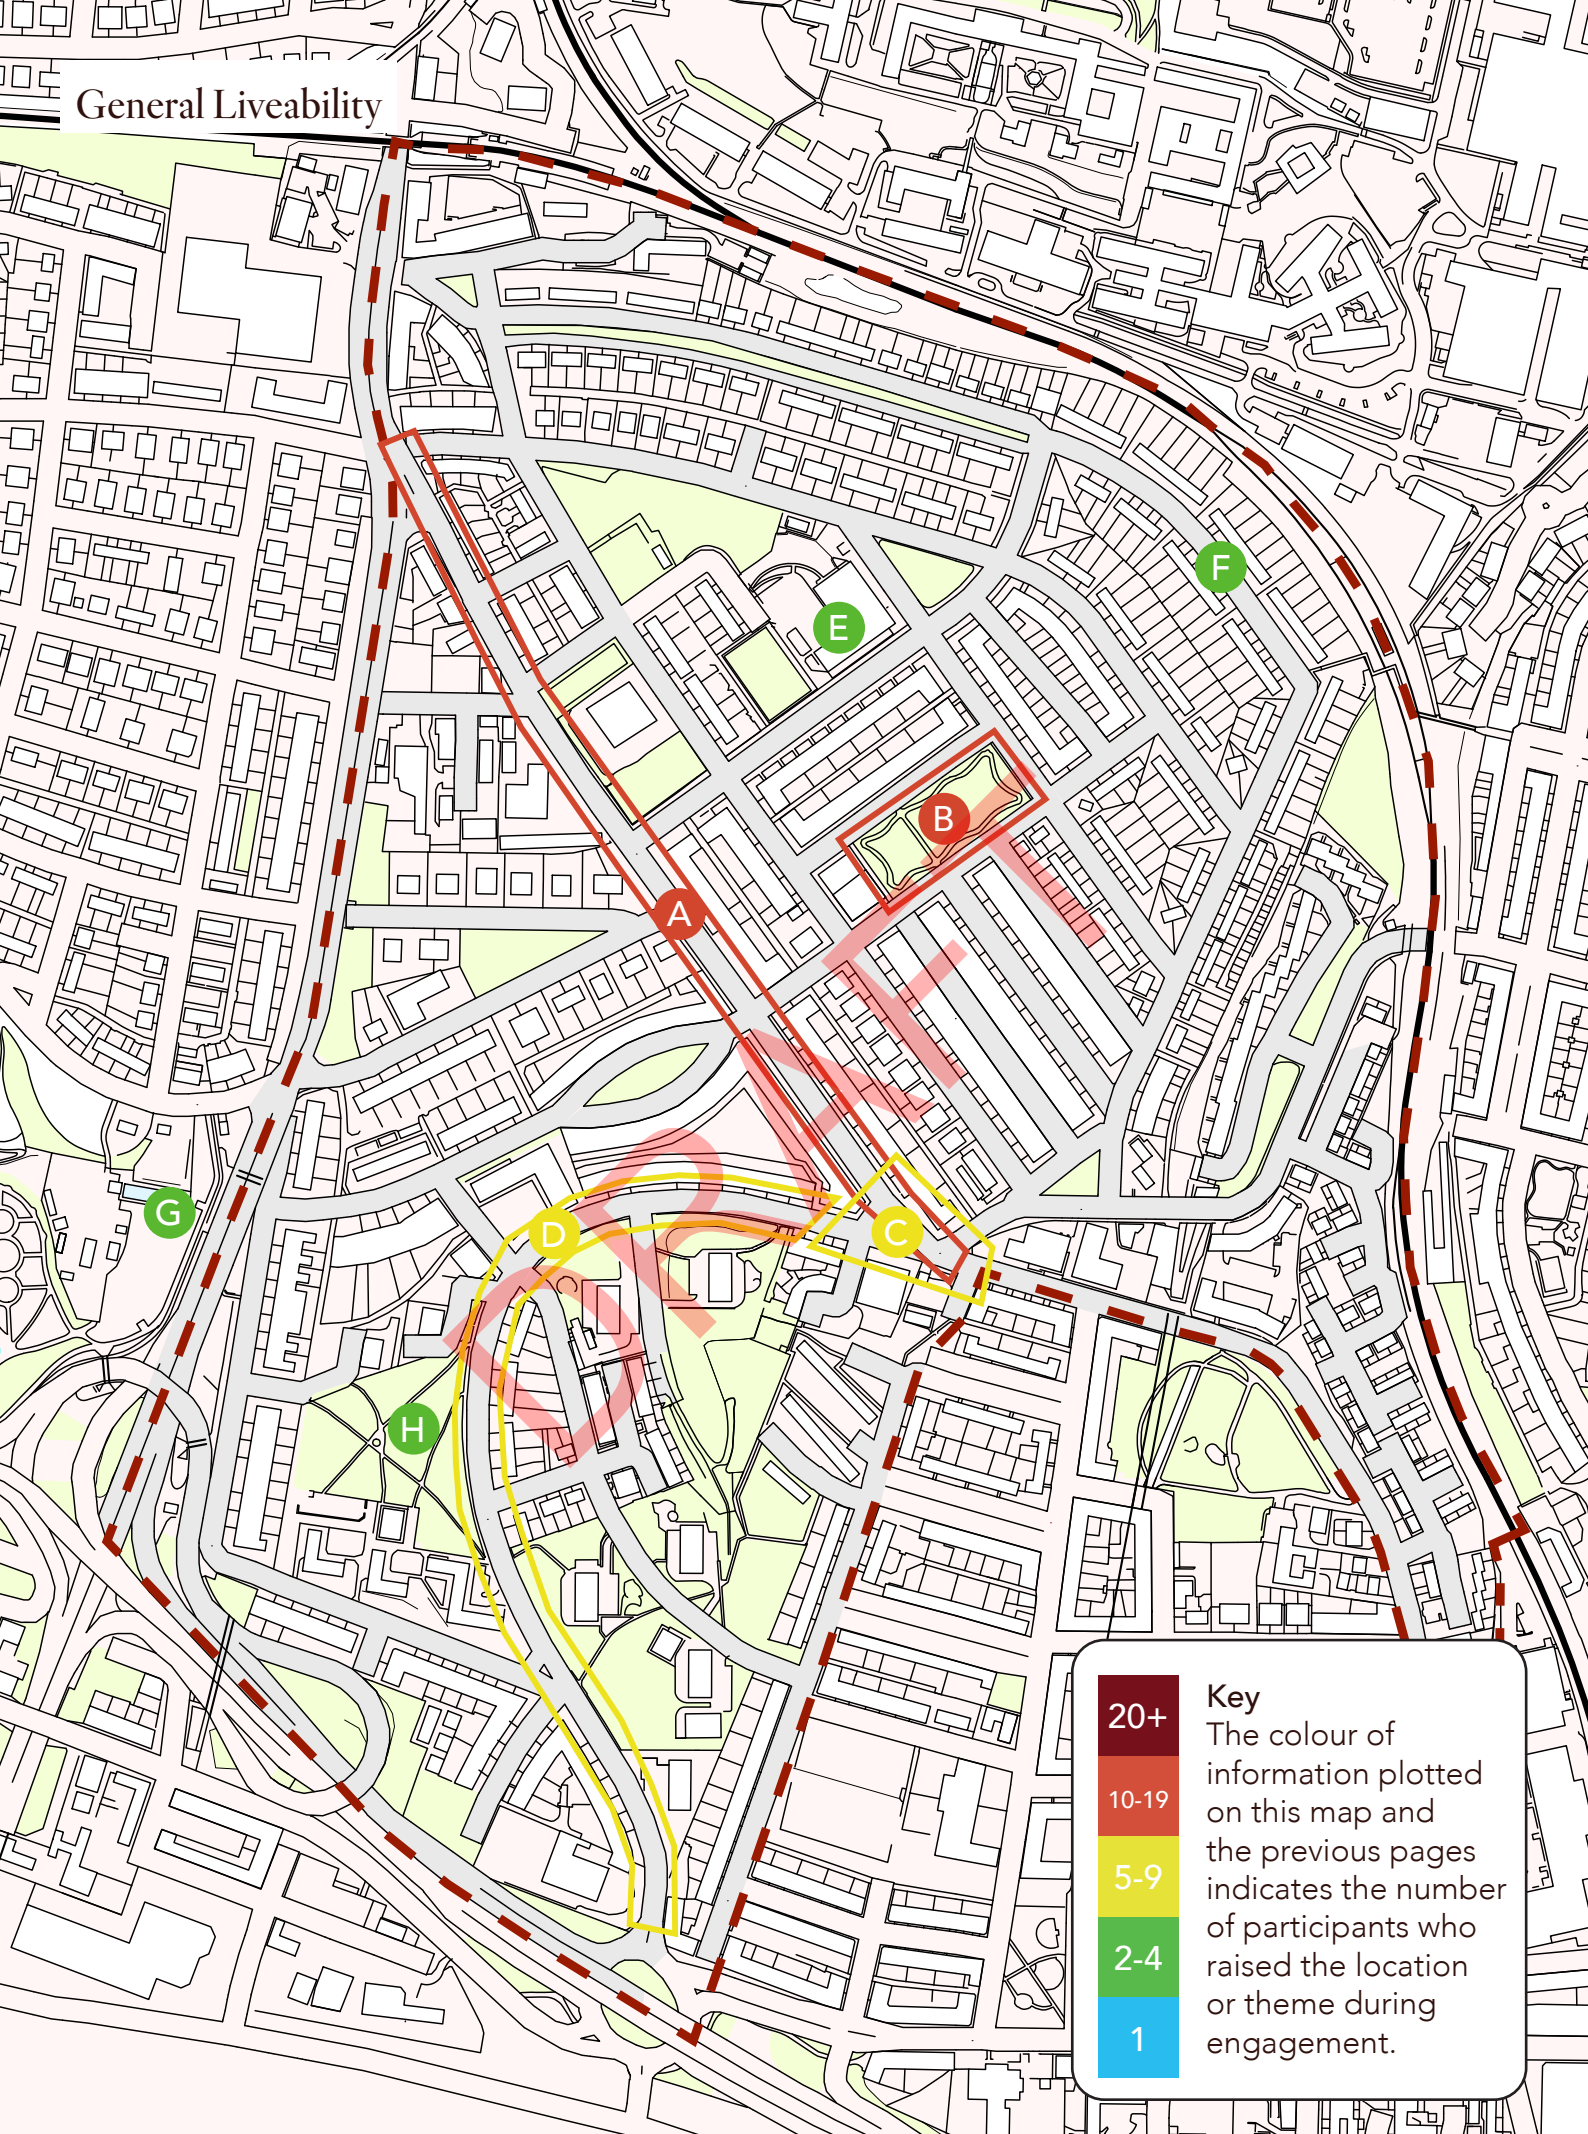 General Liveability
F
E
B
A
G
D
C
H
DRAFT
20+
10-19
5-9
2-4
1
Key
The colour of
information plotted
on this map and
the previous pages
indicates the number
of participants who
raised the location
or theme during
engagement.